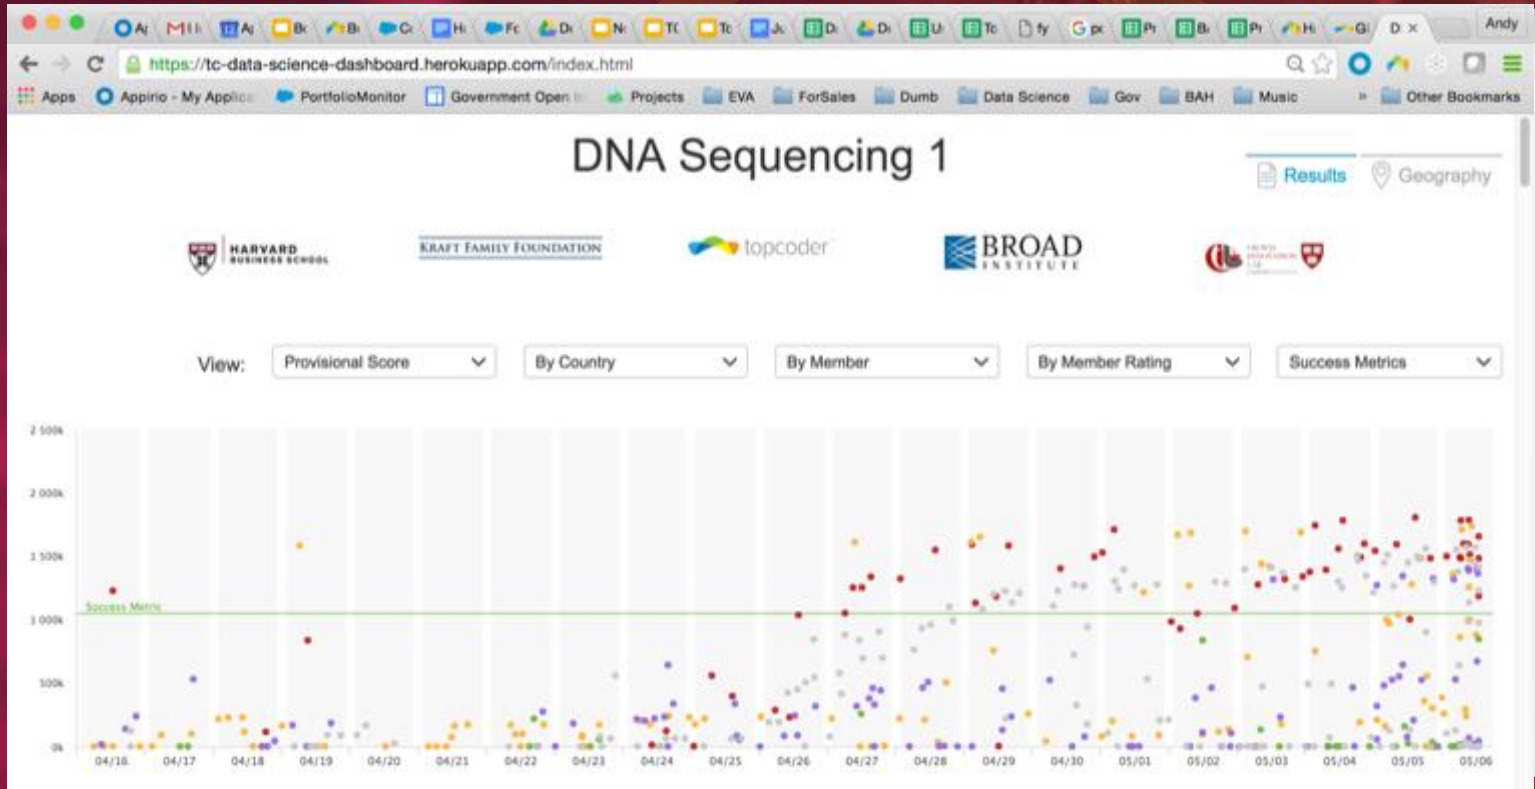 Andy
https://tc-data-science-dashboard.herokuapp.com/index.html
Apps Appirio - My Applica PortfolioMonitor Government Open Projects EVA ForSales Dumb Data Science Gov BAH Music » Other Bookmarks
DNA Sequencing 1
Results Geography
HARVARD
BUSINESS SCHOOL
KRAFT FAMILY FOUNDATION
topcoder
BROAD
INSTITUTE
View: Provisional Score By Country By Member By Member Rating Success Metrics
2 500k
2 000k
1 500k
Success Metric
1 000k
500k
0k
04/16 04/17 04/18 04/19 04/20 04/21 04/22 04/23 04/24 04/25 04/26 04/27 04/28 04/29 04/30 05/01 05/02 05/03 05/04 05/05 05/06